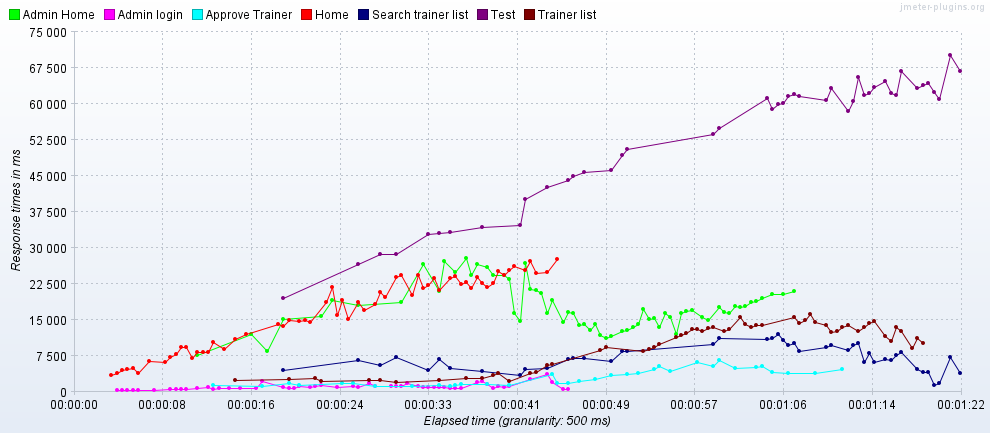 Admin Home Admin login Approve Trainer Home Search trainer list Test Trainer list
jmeter-plugins.org
75 000
67 500
60 000
52 500
45 000
37 500
30 000
22 500
15 000
7 500
0
Response times in ms
00:00:00 00:00:08 00:00:16 00:00:24 00:00:33 00:00:41 00:00:49 00:00:57 00:01:06 00:01:14 00:01:22
Elapsed time (granularity: 500 ms)